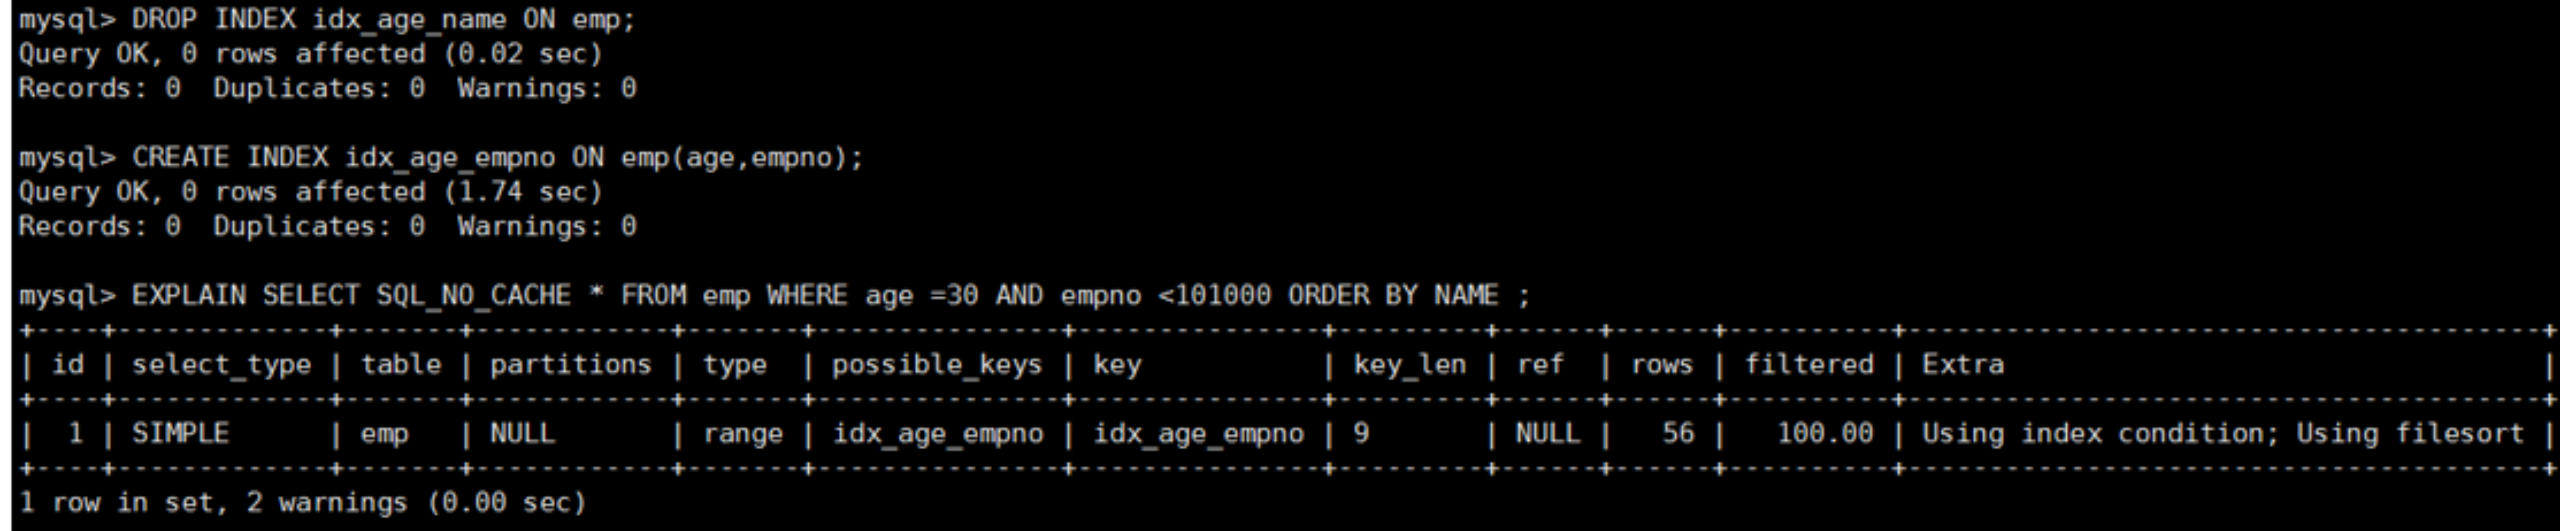 mysql> DROP INDEX idx_age_name ON emp;
Query OK, 0 rows affected (0.02 sec)
Records: 0  Duplicates: 0  Warnings: 0

mysql> CREATE INDEX idx_age_empno ON emp(age,empno);
Query OK, 0 rows affected (1.74 sec)
Records: 0  Duplicates: 0  Warnings: 0

mysql> EXPLAIN SELECT SQL_NO_CACHE * FROM emp WHERE age =30 AND empno <101000 ORDER BY NAME ;
+----+-------------+-------+------------+-------+---------------+---------------+---------+------+------+----------+---------------------------------------+
| id | select_type | table | partitions | type  | possible_keys | key           | key_len | ref  | rows | filtered | Extra                                 |
+----+-------------+-------+------------+-------+---------------+---------------+---------+------+------+----------+---------------------------------------+
|  1 | SIMPLE      | emp   | NULL       | range | idx_age_empno | idx_age_empno | 9       | NULL |   56 |   100.00 | Using index condition; Using filesort |
+----+-------------+-------+------------+-------+---------------+---------------+---------+------+------+----------+---------------------------------------+
1 row in set, 2 warnings (0.00 sec)